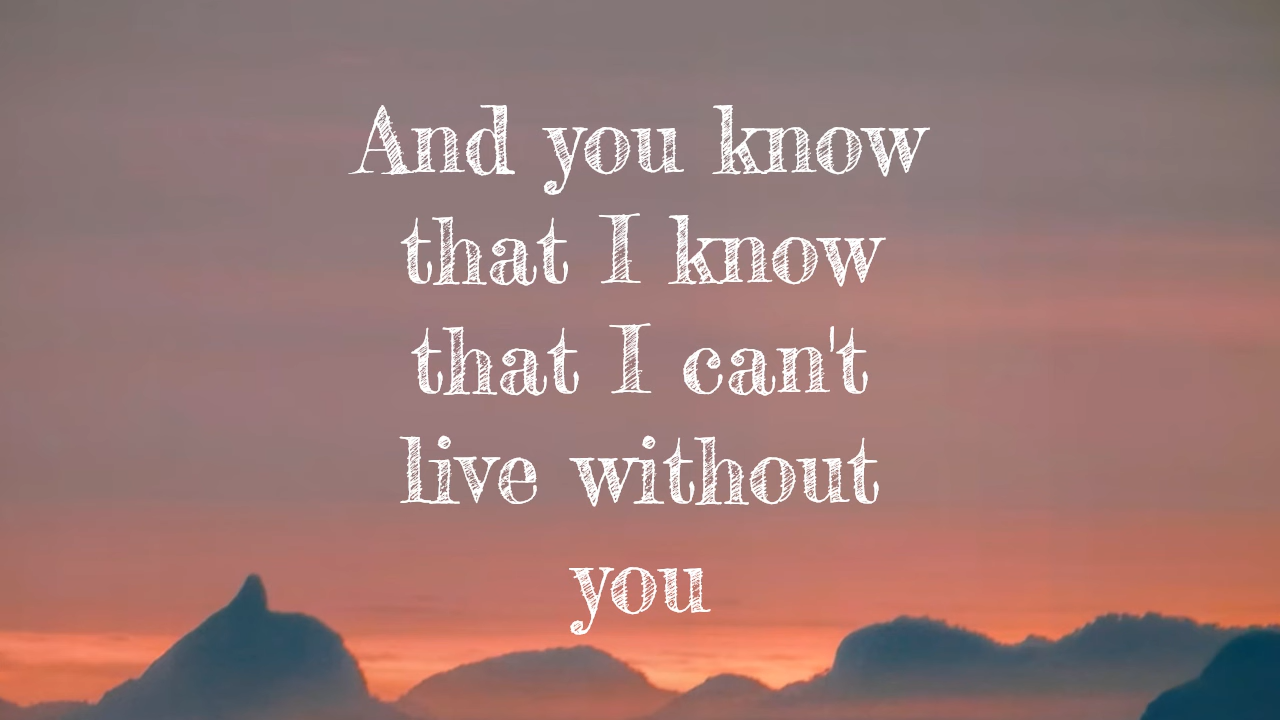 And you know
that I know
that I can't
live without
you